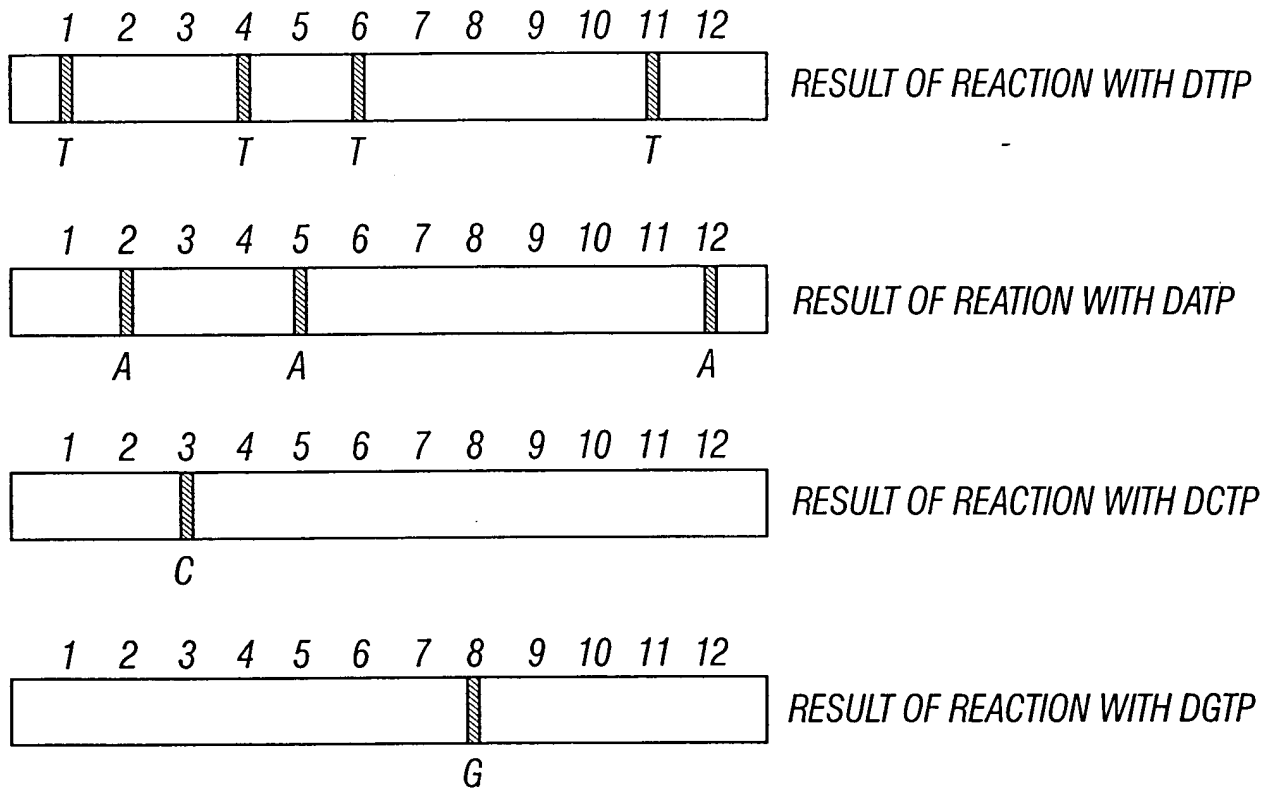 1 2 3 4 5 6 7 8 9 10 11 12
RESULT OF REACTION WITH DTTP
T T T T
1 2 3 4 5 6 7 8 9 10 11 12
RESULT OF REATION WITH DATP
A A A
1 2 3 4 5 6 7 8 9 10 11 12
RESULT OF REACTION WITH DCTP
C
1 2 3 4 5 6 7 8 9 10 11 12
RESULT OF REACTION WITH DGTP
G